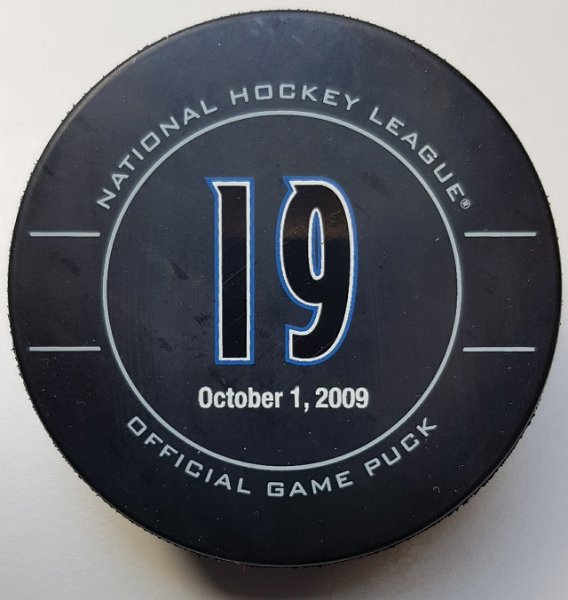 NATIONAL HOCKEY LEAGUE®
19
October 1, 2009
OFFICIAL GAME PUCK